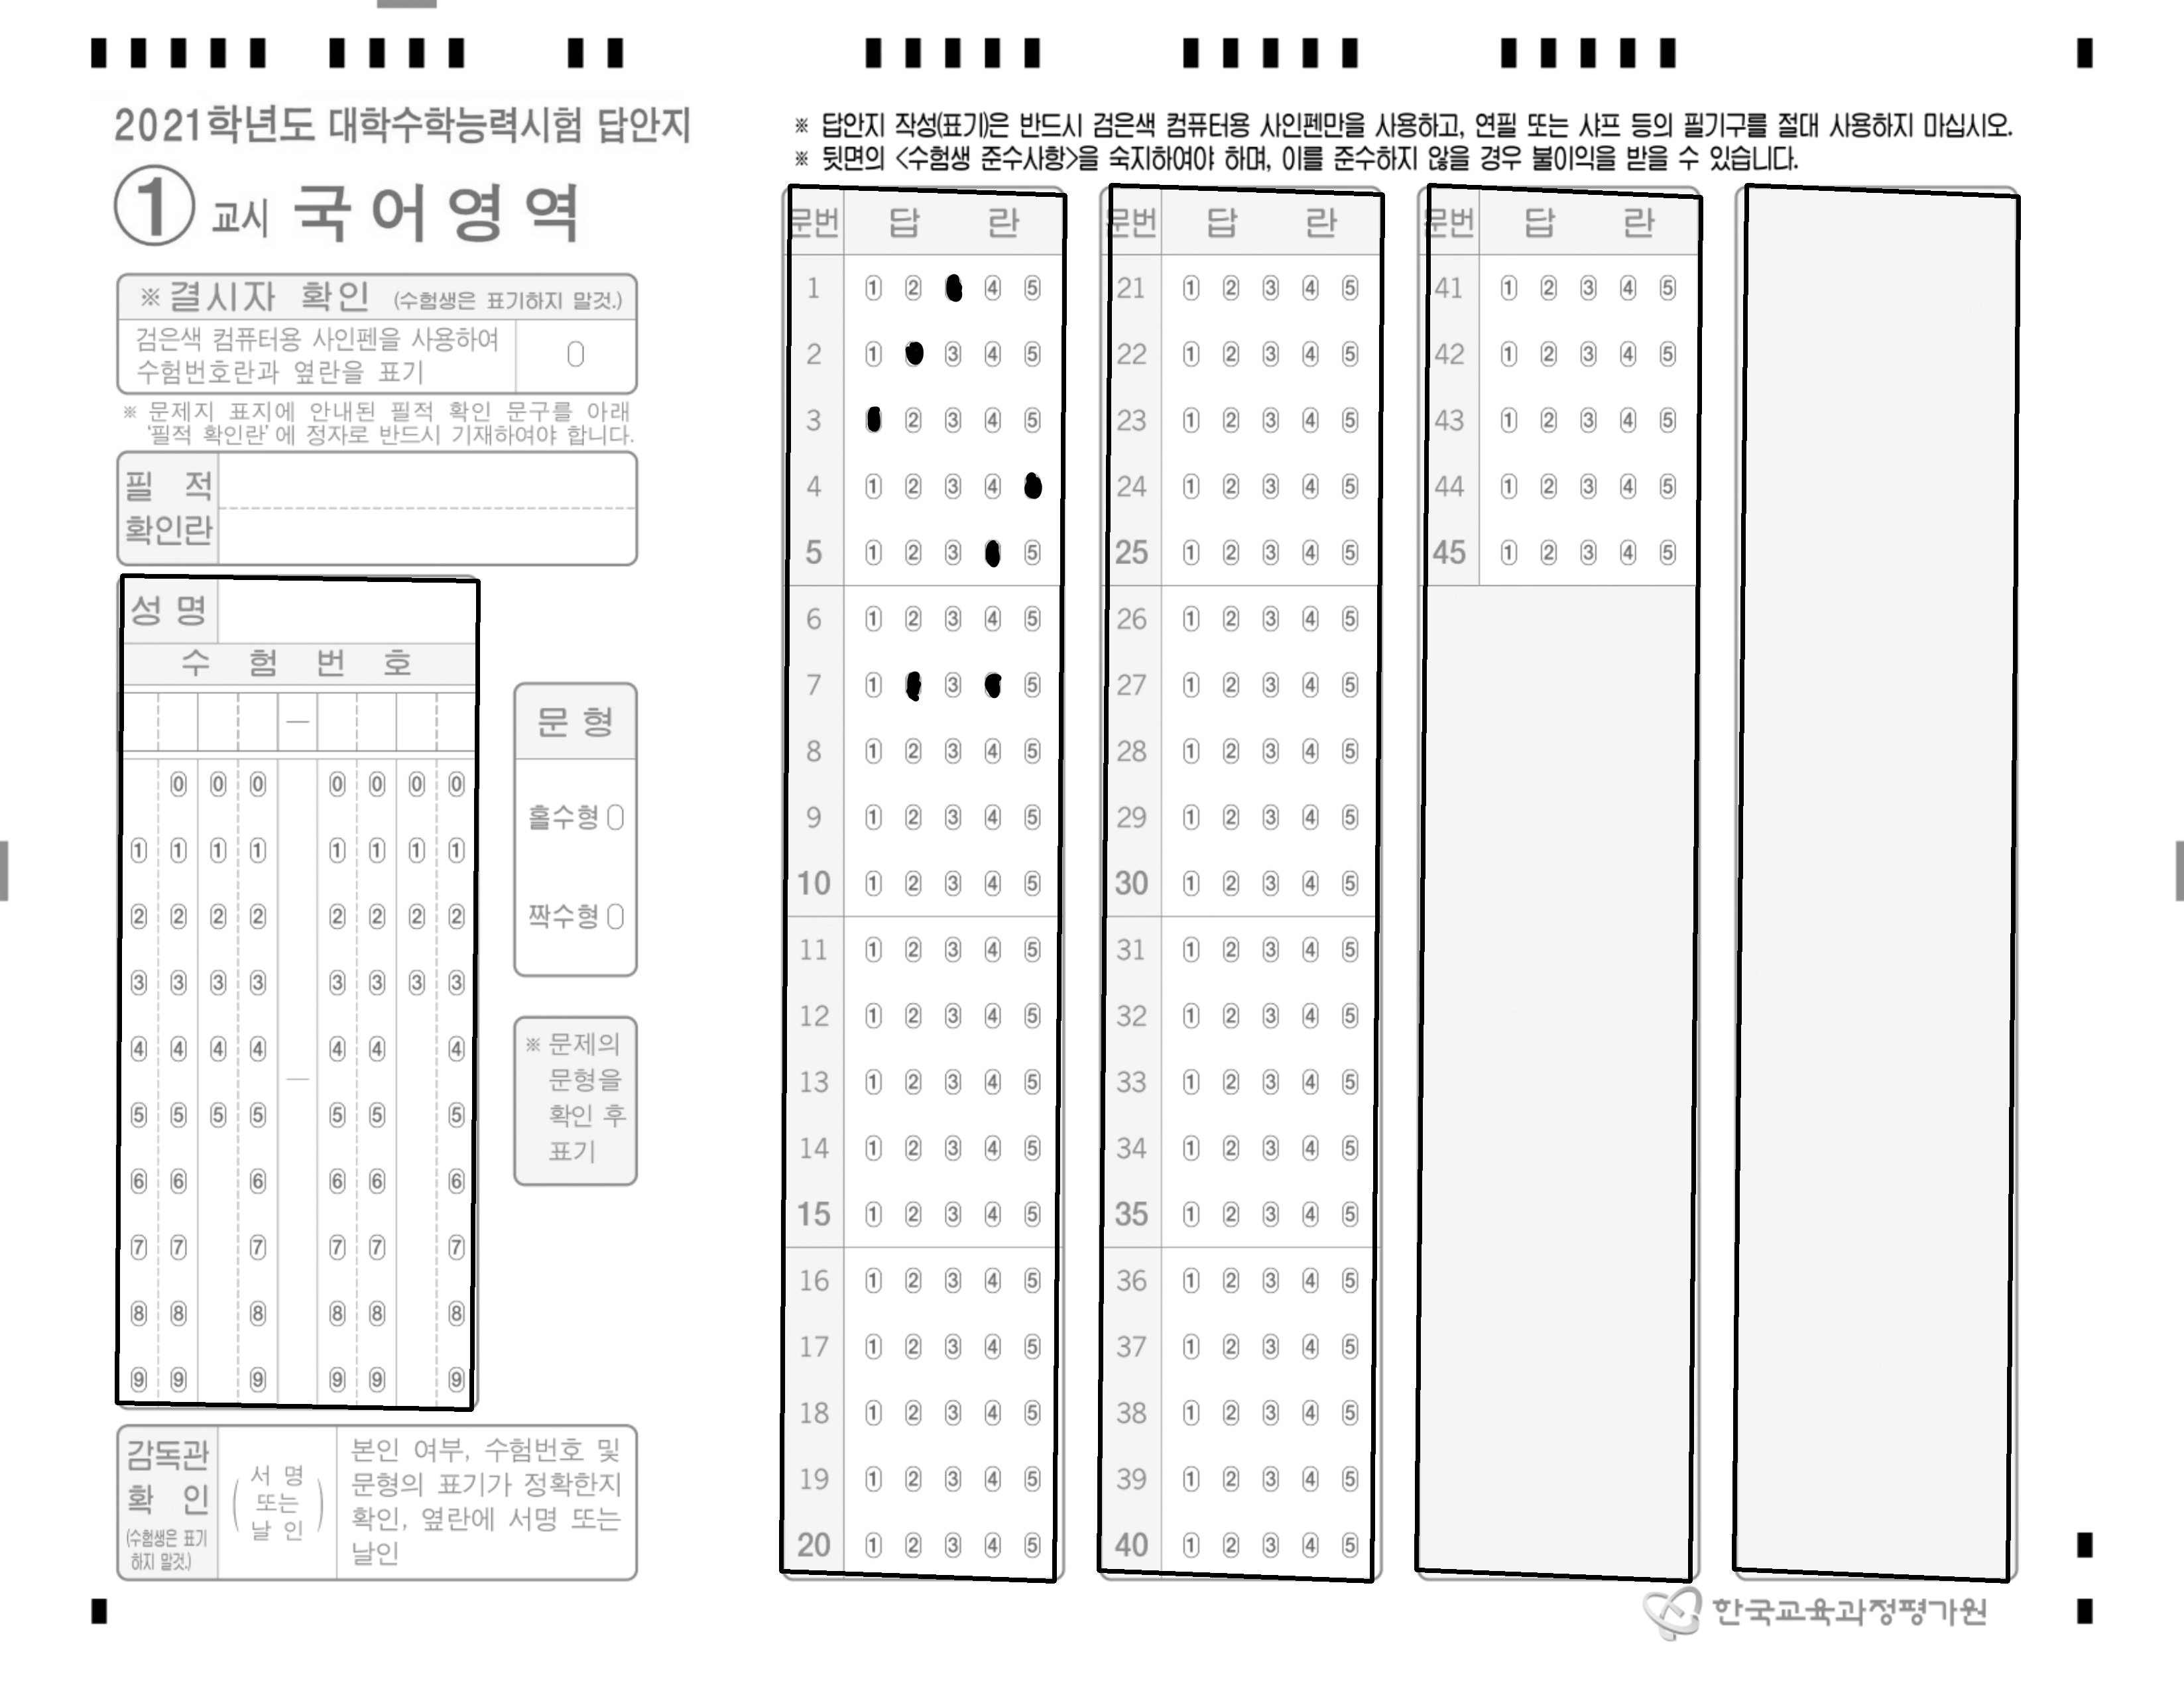 2021학년도 대학수학능력시험 답안지
① 교시 국어영역
※결시자 확인 (수험생은 표기하지 말것.)
검은색 컴퓨터용 사인펜을 사용하여
수험번호란과 옆란을 표기
0
※ 문제지 표지에 안내된 필적 확인 문구를 아래
'필적 확인란'에 정자로 반드시 기재하여야 합니다.
필 적
확인란
성 명
수 험 번 호
—
0 0 0 0 0 0 0
1 1 1 1 1 1 1 1
2 2 2 2 2 2 2 2
3 3 3 3 3 3 3 3
4 4 4 4 4 4 4
—
5 5 5 5 5 5 5
6 6 6 6 6 6
7 7 7 7 7 7
8 8 8 8 8 8
9 9 9 9 9 9
문 형
홀수형 0
짝수형 0
※ 문제의
문형을
확인 후
표기
감독관
확 인
(수험생은 표기
하지 말것.)
( 서 명
또는
날 인 )
본인 여부, 수험번호 및
문형의 표기가 정확한지
확인, 옆란에 서명 또는
날인
※ 답안지 작성(표기)은 반드시 검은색 컴퓨터용 사인펜만을 사용하고, 연필 또는 샤프 등의 필기구를 절대 사용하지 마십시오.
※ 뒷면의 <수험생 준수사항>을 숙지하여야 하며, 이를 준수하지 않을 경우 불이익을 받을 수 있습니다.
문번 답 란
1 1 2 4 5
2 1 3 4 5
3 2 3 4 5
4 1 2 3 4
5 1 2 3 5
6 1 2 3 4 5
7 1 3 5
8 1 2 3 4 5
9 1 2 3 4 5
10 1 2 3 4 5
11 1 2 3 4 5
12 1 2 3 4 5
13 1 2 3 4 5
14 1 2 3 4 5
15 1 2 3 4 5
16 1 2 3 4 5
17 1 2 3 4 5
18 1 2 3 4 5
19 1 2 3 4 5
20 1 2 3 4 5
문번 답 란
21 1 2 3 4 5
22 1 2 3 4 5
23 1 2 3 4 5
24 1 2 3 4 5
25 1 2 3 4 5
26 1 2 3 4 5
27 1 2 3 4 5
28 1 2 3 4 5
29 1 2 3 4 5
30 1 2 3 4 5
31 1 2 3 4 5
32 1 2 3 4 5
33 1 2 3 4 5
34 1 2 3 4 5
35 1 2 3 4 5
36 1 2 3 4 5
37 1 2 3 4 5
38 1 2 3 4 5
39 1 2 3 4 5
40 1 2 3 4 5
문번 답 란
41 1 2 3 4 5
42 1 2 3 4 5
43 1 2 3 4 5
44 1 2 3 4 5
45 1 2 3 4 5
한국교육과정평가원